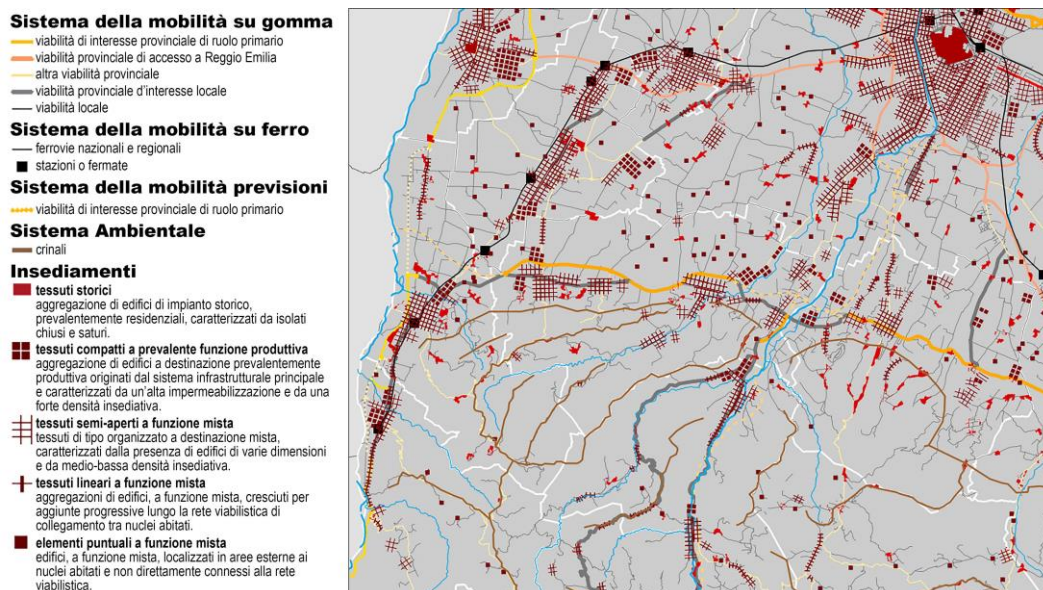 Sistema della mobilità su gomma
viabilità di interesse provinciale di ruolo primario
viabilità provinciale di accesso a Reggio Emilia
altra viabilità provinciale
viabilità provinciale d'interesse locale
viabilità locale
Sistema della mobilità su ferro
ferrovie nazionali e regionali
stazioni o fermate
Sistema della mobilità previsioni
viabilità di interesse provinciale di ruolo primario
Sistema Ambientale
crinali
Insediamenti
tessuti storici
aggregazione di edifici di impianto storico,
prevalentemente residenziali, caratterizzati da isolati
chiusi e saturi.
tessuti compatti a prevalente funzione produttiva
aggregazione di edifici a destinazione prevalentemente
produttiva originati dal sistema infrastrutturale principale
e caratterizzati da un'alta impermeabilizzazione e da una
forte densità insediativa.
tessuti semi-aperti a funzione mista
tessuti di tipo organizzato a destinazione mista,
caratterizzati dalla presenza di edifici di varie dimensioni
e da medio-bassa densità insediativa.
tessuti lineari a funzione mista
aggregazioni di edifici, a funzione mista, cresciuti per
aggiunte progressive lungo la rete viabilistica di
collegamento tra nuclei abitati.
elementi puntuali a funzione mista
edifici, a funzione mista, localizzati in aree esterne ai
nuclei abitati e non direttamente connessi alla rete
viabilistica.